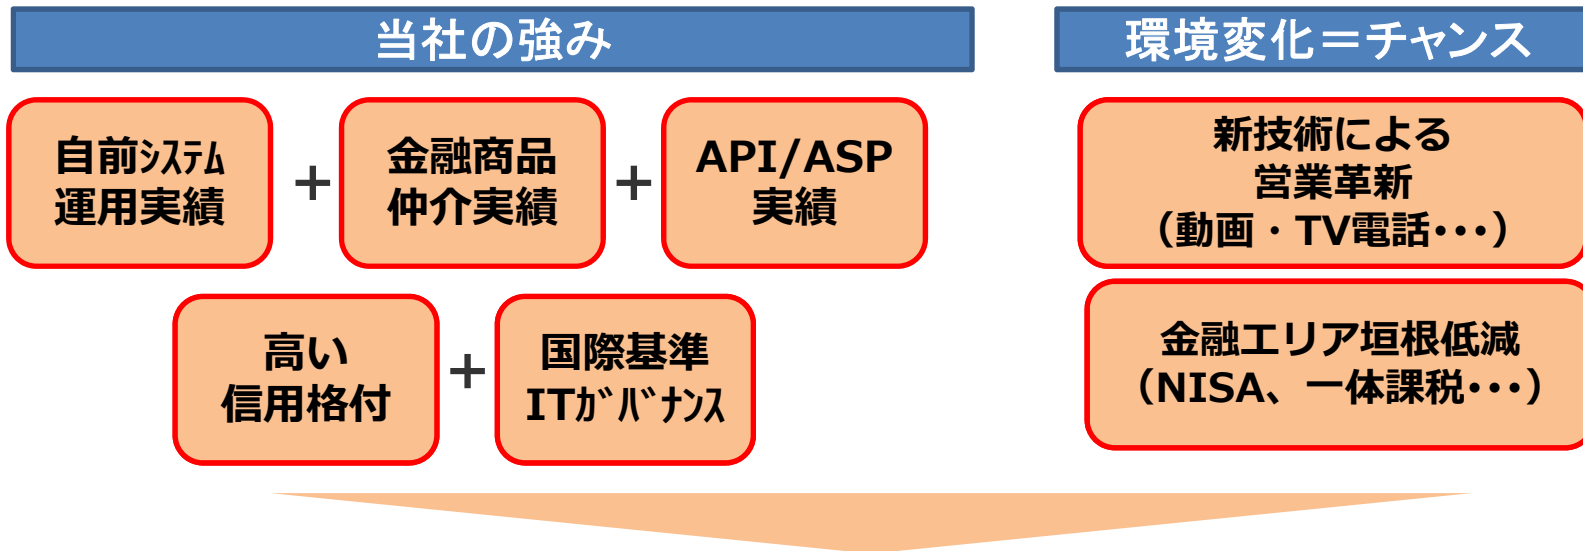 当社の強み
環境変化＝チャンス
自前ｼｽﾃﾑ
運用実績
+
金融商品
仲介実績
+
API/ASP
実績
新技術による
営業革新
（動画・TV電話･･･）
高い
信用格付
+
国際基準
ITｶﾞﾊﾞﾅﾝｽ
金融エリア垣根低減
（NISA、一体課税･･･）